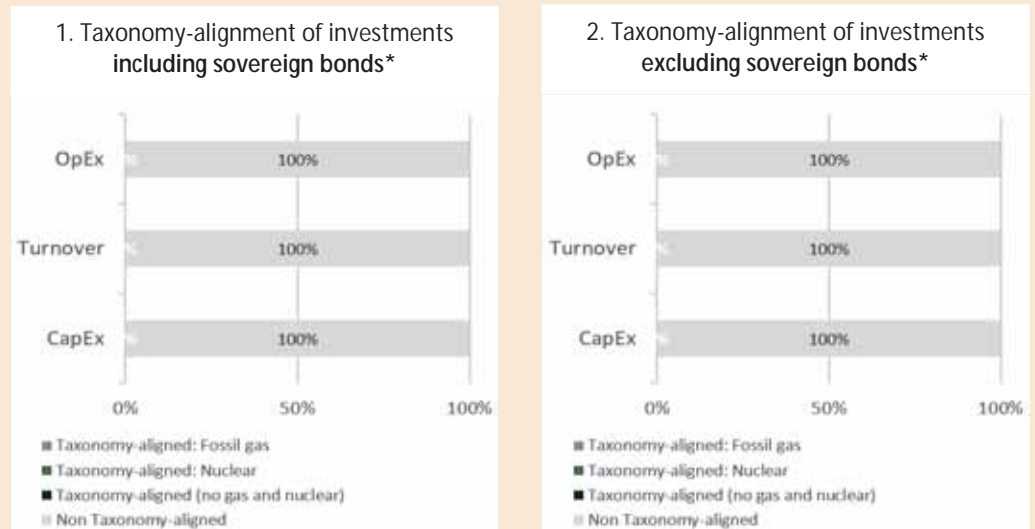 1. Taxonomy-alignment of investments
including sovereign bonds*
OpEx
100%
Turnover
100%
CapEx
100%
0%
50%
100%
Taxonomy-aligned: Fossil gas
Taxonomy-aligned: Nuclear
Taxonomy-aligned (no gas and nuclear)
Non Taxonomy-aligned
2. Taxonomy-alignment of investments
excluding sovereign bonds*
OpEx
100%
Turnover
100%
CapEx
100%
0%
50%
100%
Taxonomy-aligned: Fossil gas
Taxonomy-aligned: Nuclear
Taxonomy-aligned (no gas and nuclear)
Non Taxonomy-aligned